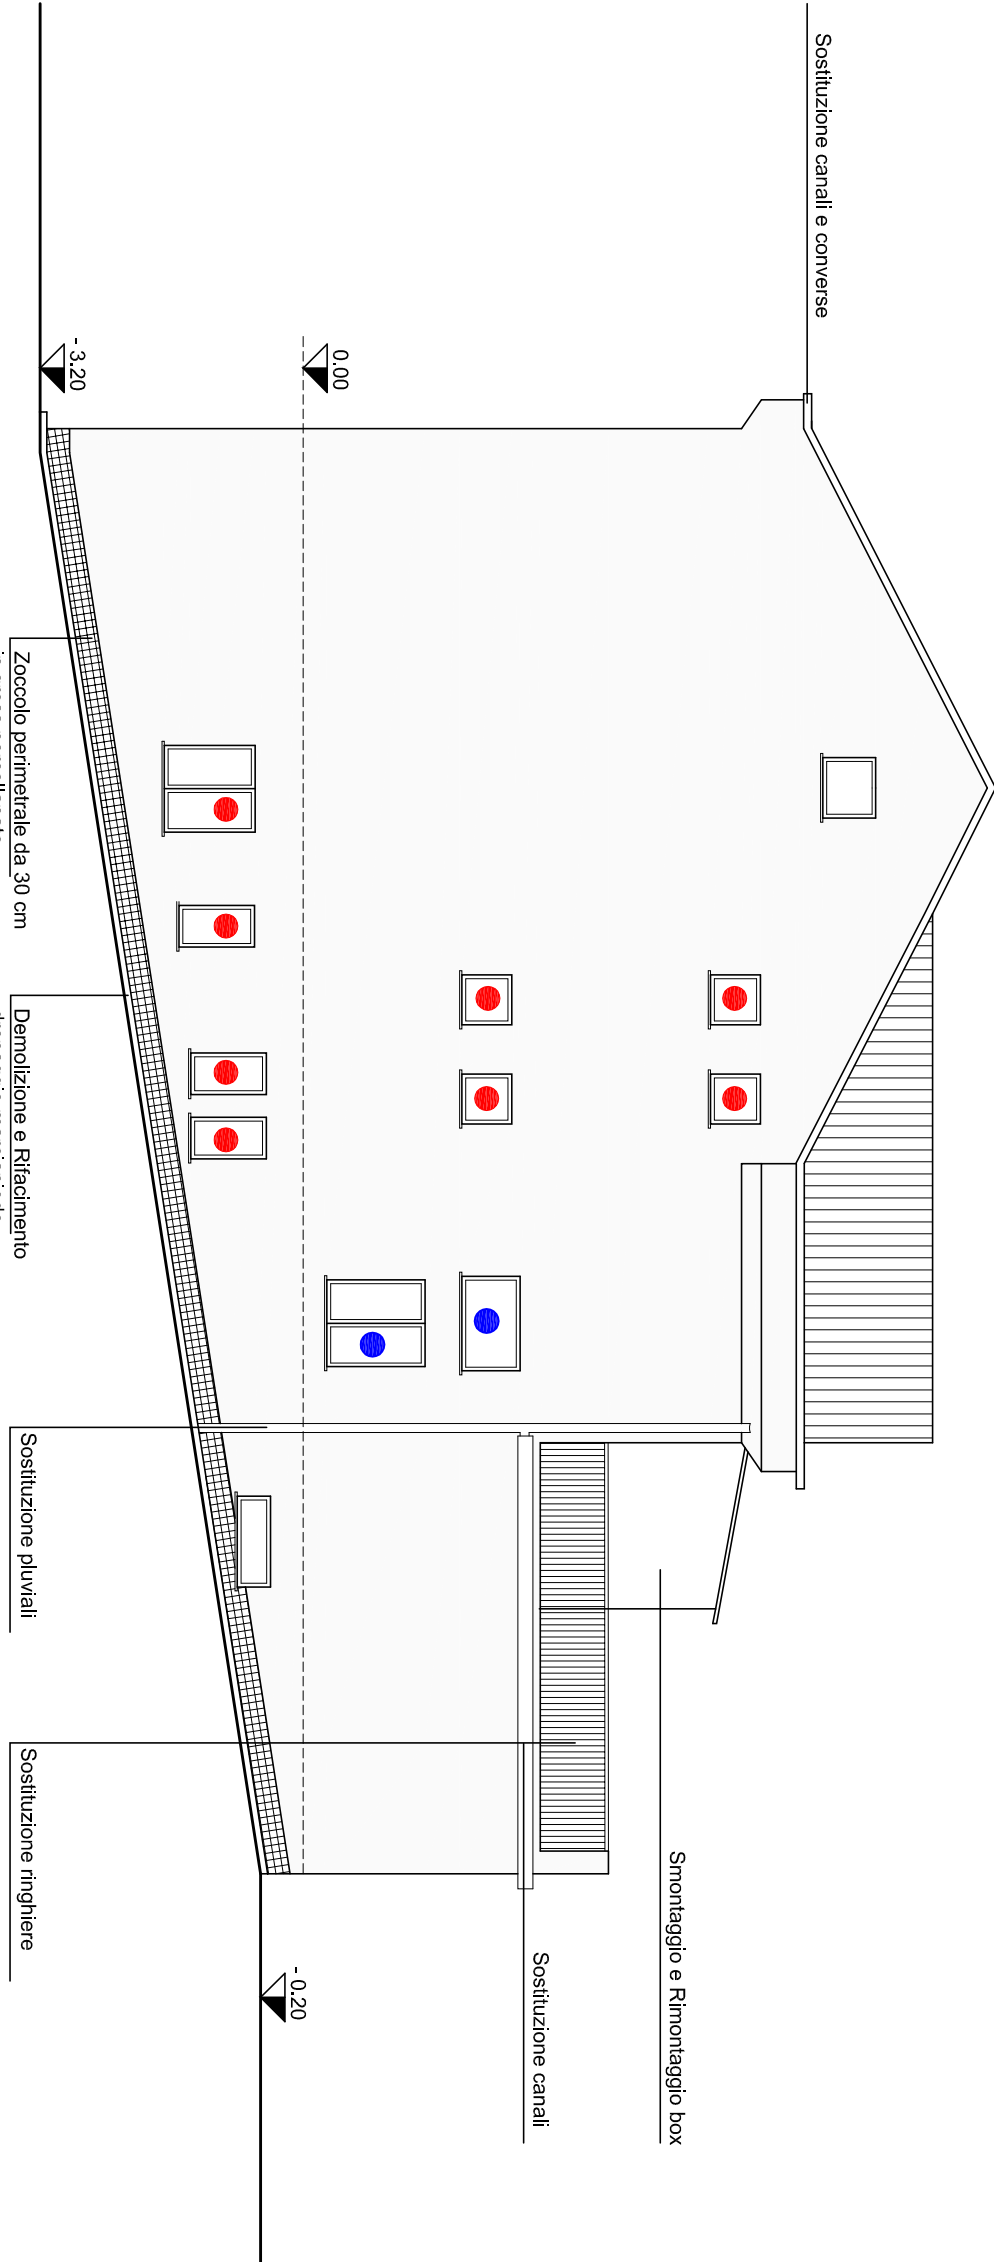 Sostituzione canali e converse
0.00
- 3.20
Smontaggio e Rimontaggio box
Sostituzione canali
- 0.20
Zoccolo perimetrale da 30 cm
Demolizione e Rifacimento
Sostituzione pluviali
Sostituzione ringhiere